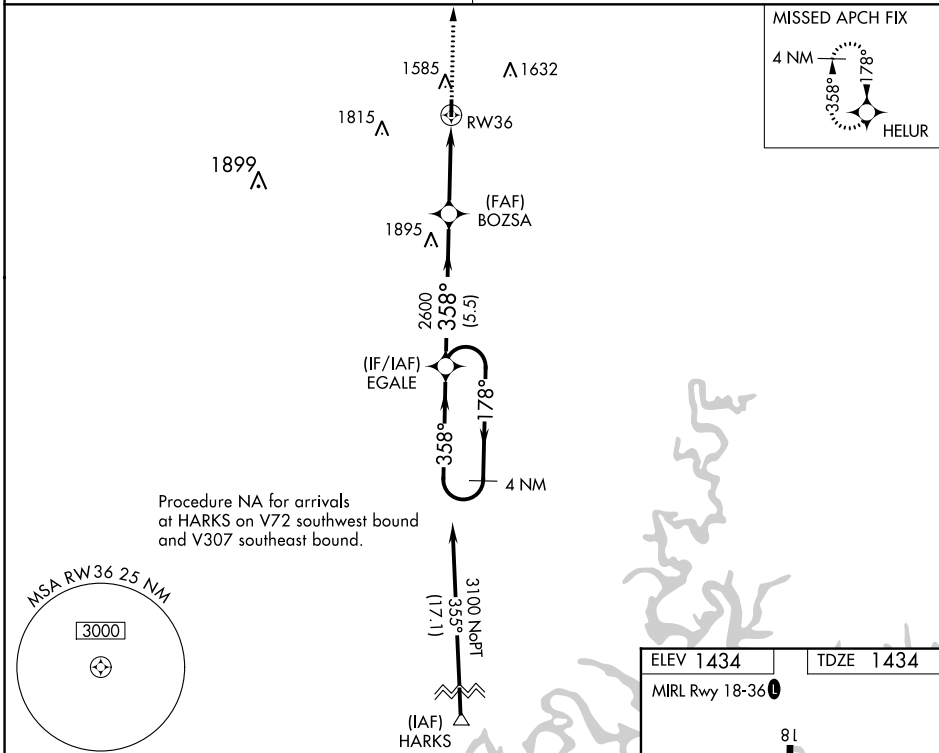 MISSED APCH FIX
4 NM
358°
178°
HELUR
1585
1632
1815
RW36
1899
(FAF)
BOZSA
1895
2600
358°
(5.5)
(IF/IAF)
EGALE
178°
358°
4 NM
Procedure NA for arrivals
at HARKS on V72 southwest bound
and V307 southeast bound.
MSA RW36 25 NM
3000
3100 NoPT
355°
(17.1)
(IAF)
HARKS
ELEV 1434
TDZE 1434
MIRL Rwy 18-36 L
18